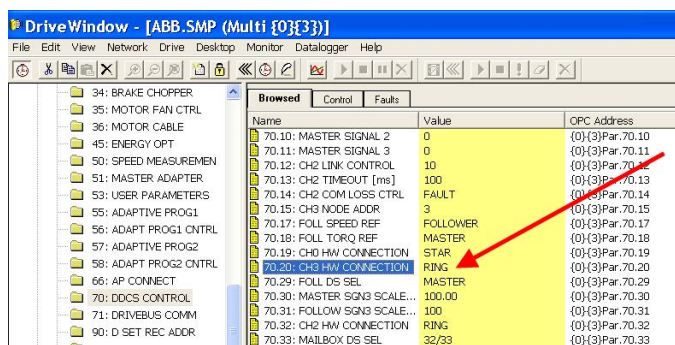 DriveWindow - [ABB.SMP (Multi {0}{3})]
File Edit View Network Drive Desktop Monitor Datalogger Help
34: BRAKE CHOPPER
35: MOTOR FAN CTRL
36: MOTOR CABLE
45: ENERGY OPT
50: SPEED MEASUREMEN
51: MASTER ADAPTER
53: USER PARAMETERS
55: ADAPTIVE PROG1
56: ADAPT PROG1 CNTRL
57: ADAPTIVE PROG2
58: ADAPT PROG2 CNTRL
66: AP CONNECT
70: DDCS CONTROL
71: DRIVEBUS COMM
90: D SET REC ADDR
Browsed Control Faults
Name Value OPC Address
70.10: MASTER SIGNAL 2 0 {0}{3}Par.70.10
70.11: MASTER SIGNAL 3 0 {0}{3}Par.70.11
70.12: CH2 LINK CONTROL 10 {0}{3}Par.70.12
70.13: CH2 TIMEOUT [ms] 100 {0}{3}Par.70.13
70.14: CH2 COM LOSS CTRL FAULT {0}{3}Par.70.14
70.15: CH3 NODE ADDR 3 {0}{3}Par.70.15
70.17: FOLL SPEED REF FOLLOWER {0}{3}Par.70.17
70.18: FOLL TORQ REF MASTER {0}{3}Par.70.18
70.19: CH0 HW CONNECTION STAR {0}{3}Par.70.19
70.20: CH3 HW CONNECTION RING {0}{3}Par.70.20
70.29: FOLL DS SEL MASTER {0}{3}Par.70.29
70.30: MASTER SGN3 SCALE... 100.00 {0}{3}Par.70.30
70.31: FOLLOW SGN3 SCALE... 100 {0}{3}Par.70.31
70.32: CH2 HW CONNECTION RING {0}{3}Par.70.32
70.33: MAILBOX DS SEL 32/33 {0}{3}Par.70.33